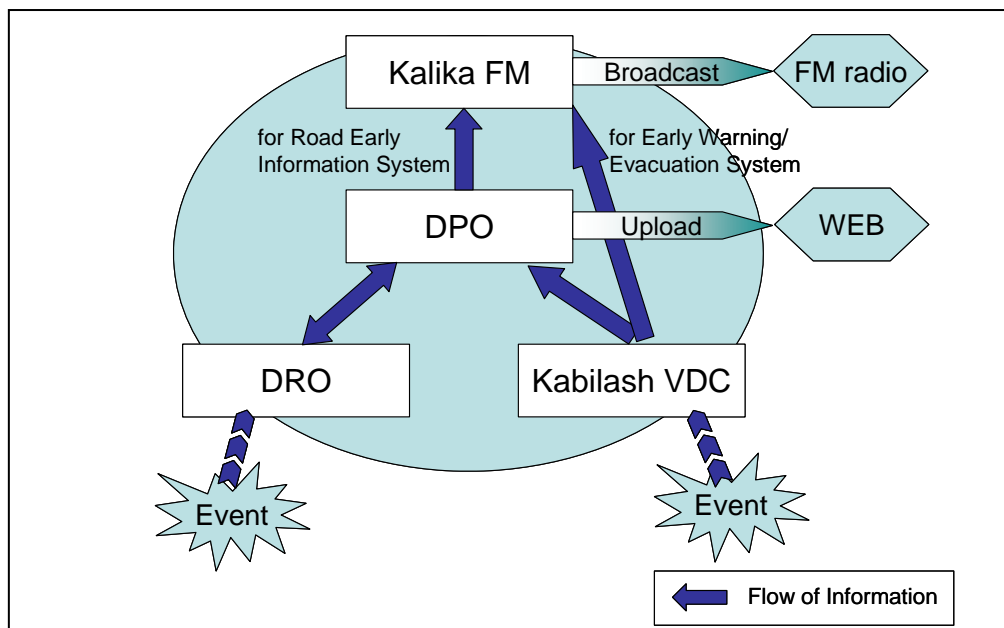 Kalika FM
Broadcast
FM radio
for Road Early
Information System
for Early Warning/
Evacuation System
DPO
Upload
WEB
DRO
Kabilash VDC
Event
Event
Flow of Information